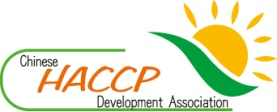 Chinese
HACCP
Development Association